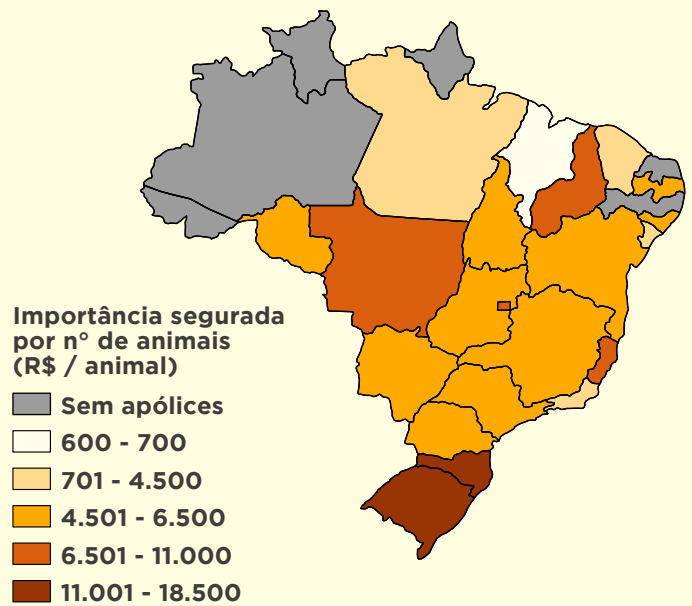 Importância segurada
por n° de animais
(R$ / animal)
Sem apólices
600 - 700
701 - 4.500
4.501 - 6.500
6.501 - 11.000
11.001 - 18.500